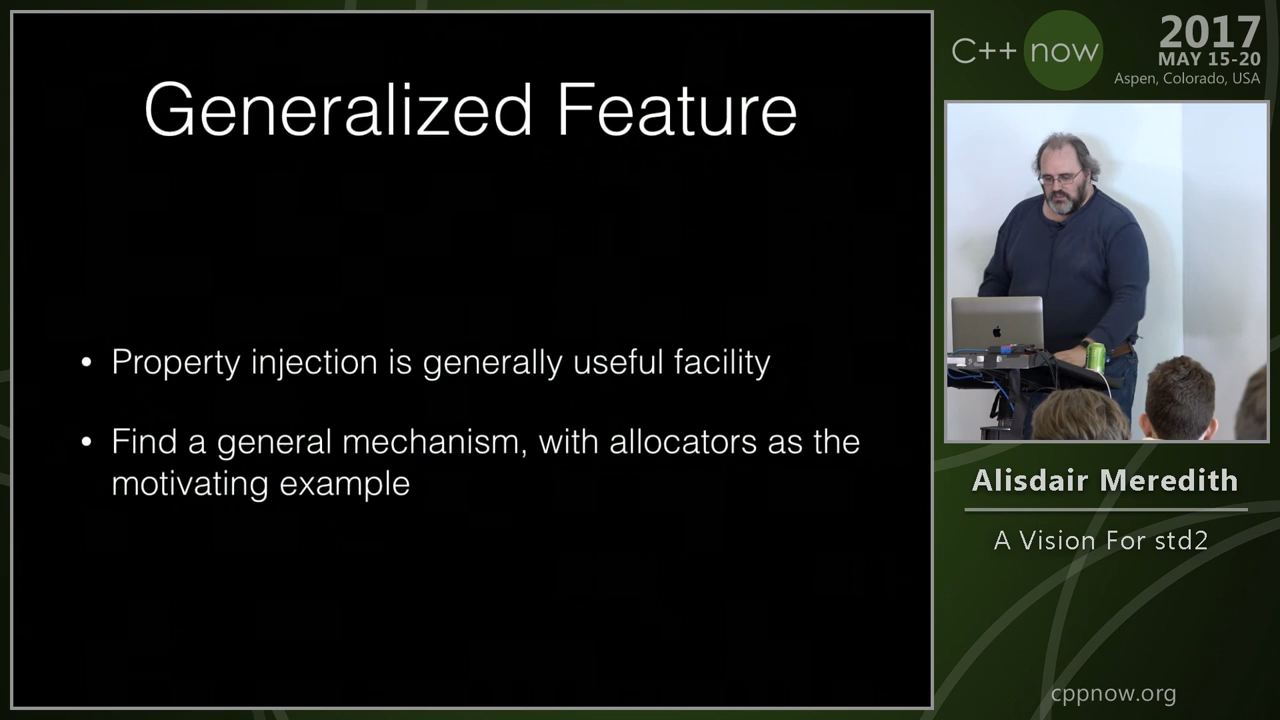 Generalized Feature
• Property injection is generally useful facility
• Find a general mechanism, with allocators as the
motivating example
C++ now
2017
MAY 15-20
Aspen, Colorado, USA
Alisdair Meredith
A Vision For std2
cppnow.org